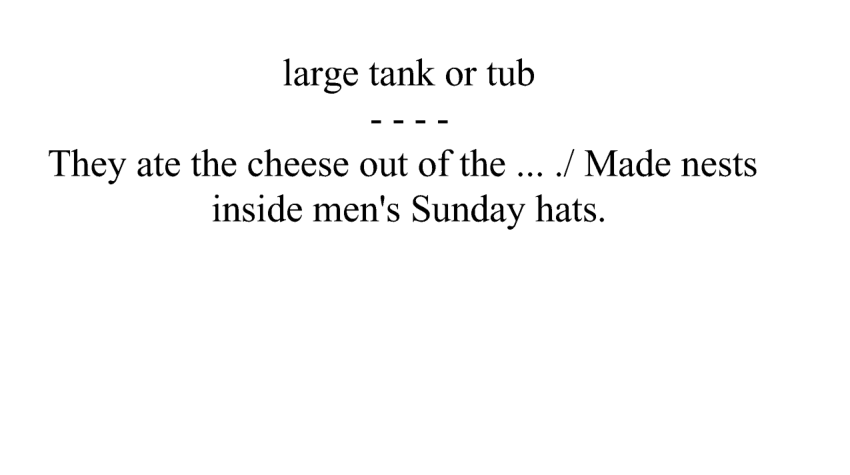 large tank or tub
- - - -
They ate the cheese out of the ... ./ Made nests
inside men's Sunday hats.